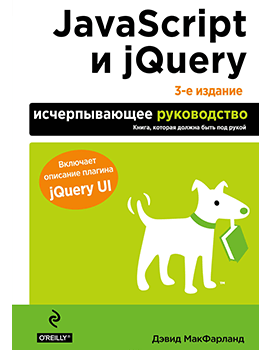 JavaScript
и jQuery
3-е издание
исчерпывающее руководство
Книга, которая должна быть под рукой
Включает
описание плагина
jQuery UI
O'REILLY®
Дэвид МакФарланд